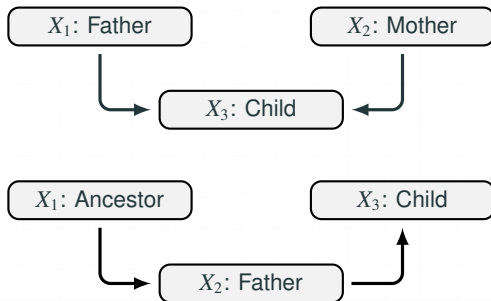 X₁: Father
X₂: Mother
X₃: Child
X₁: Ancestor
X₃: Child
X₂: Father